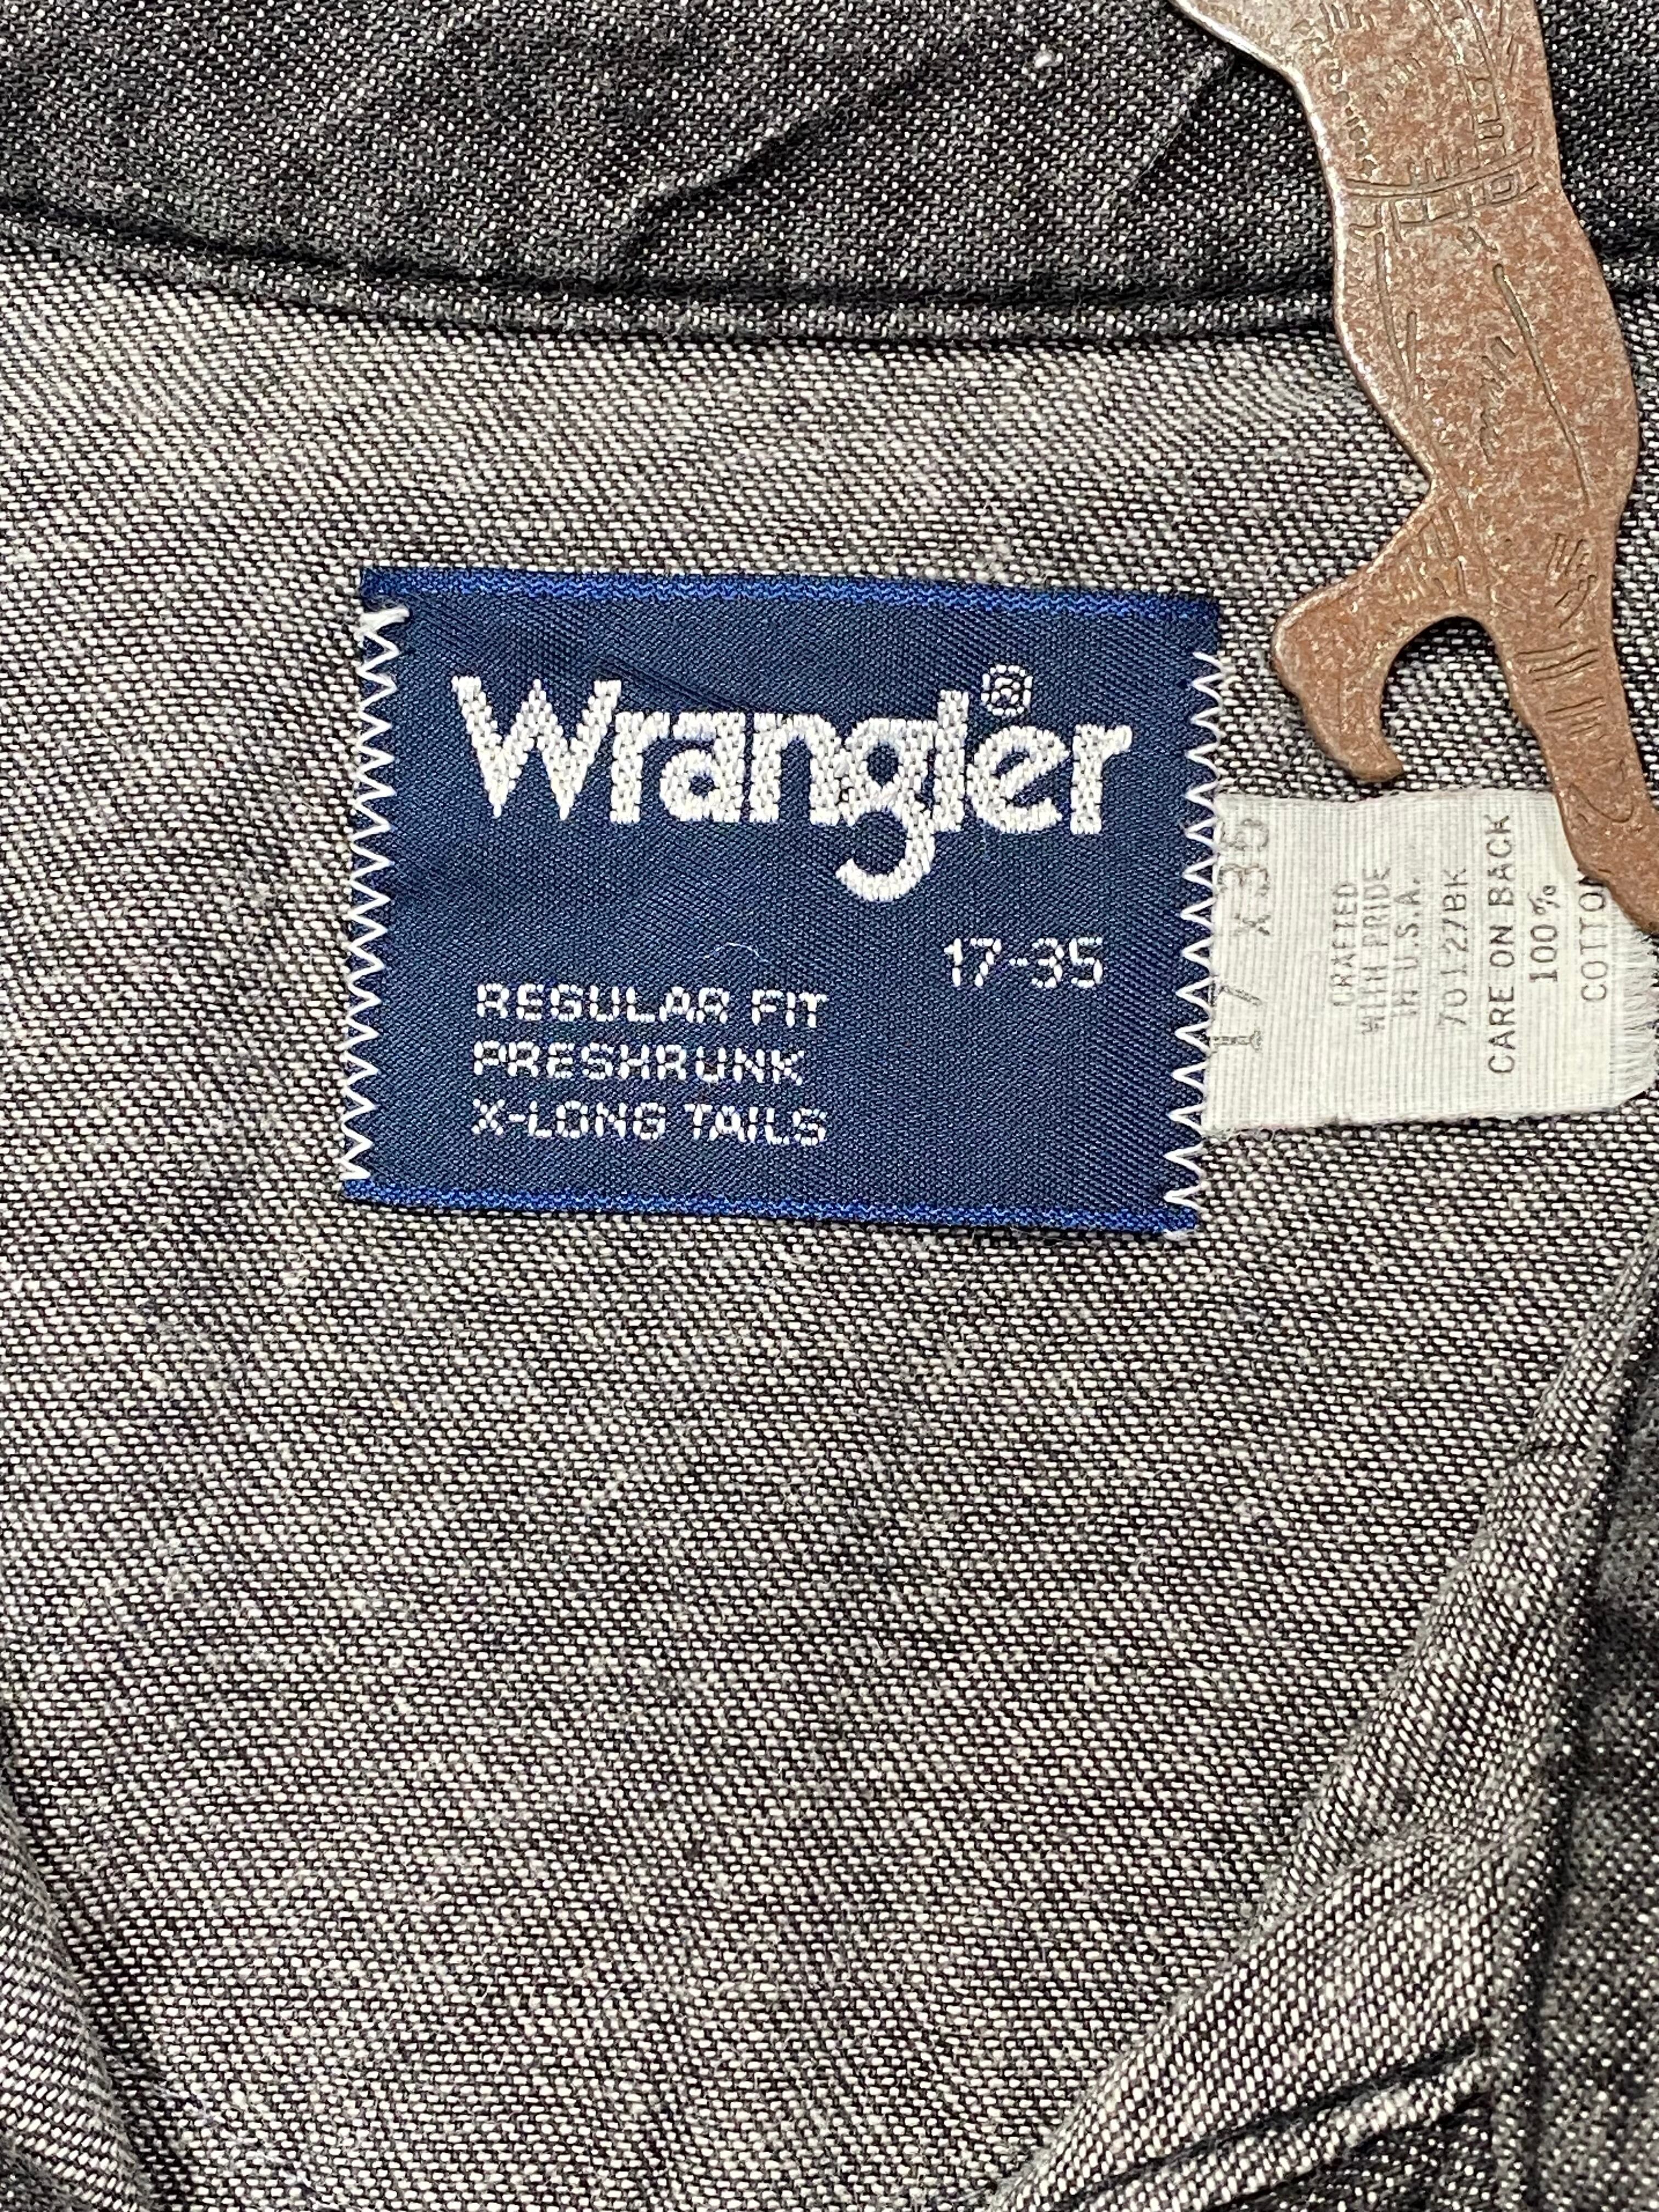 Wrangler®
17-35
REGULAR FIT
PRESHRUNK
X-LONG TAILS
17 X 35
CRAFTED
WITH PRIDE
IN U.S.A.
70127BK
CARE ON BACK
100%